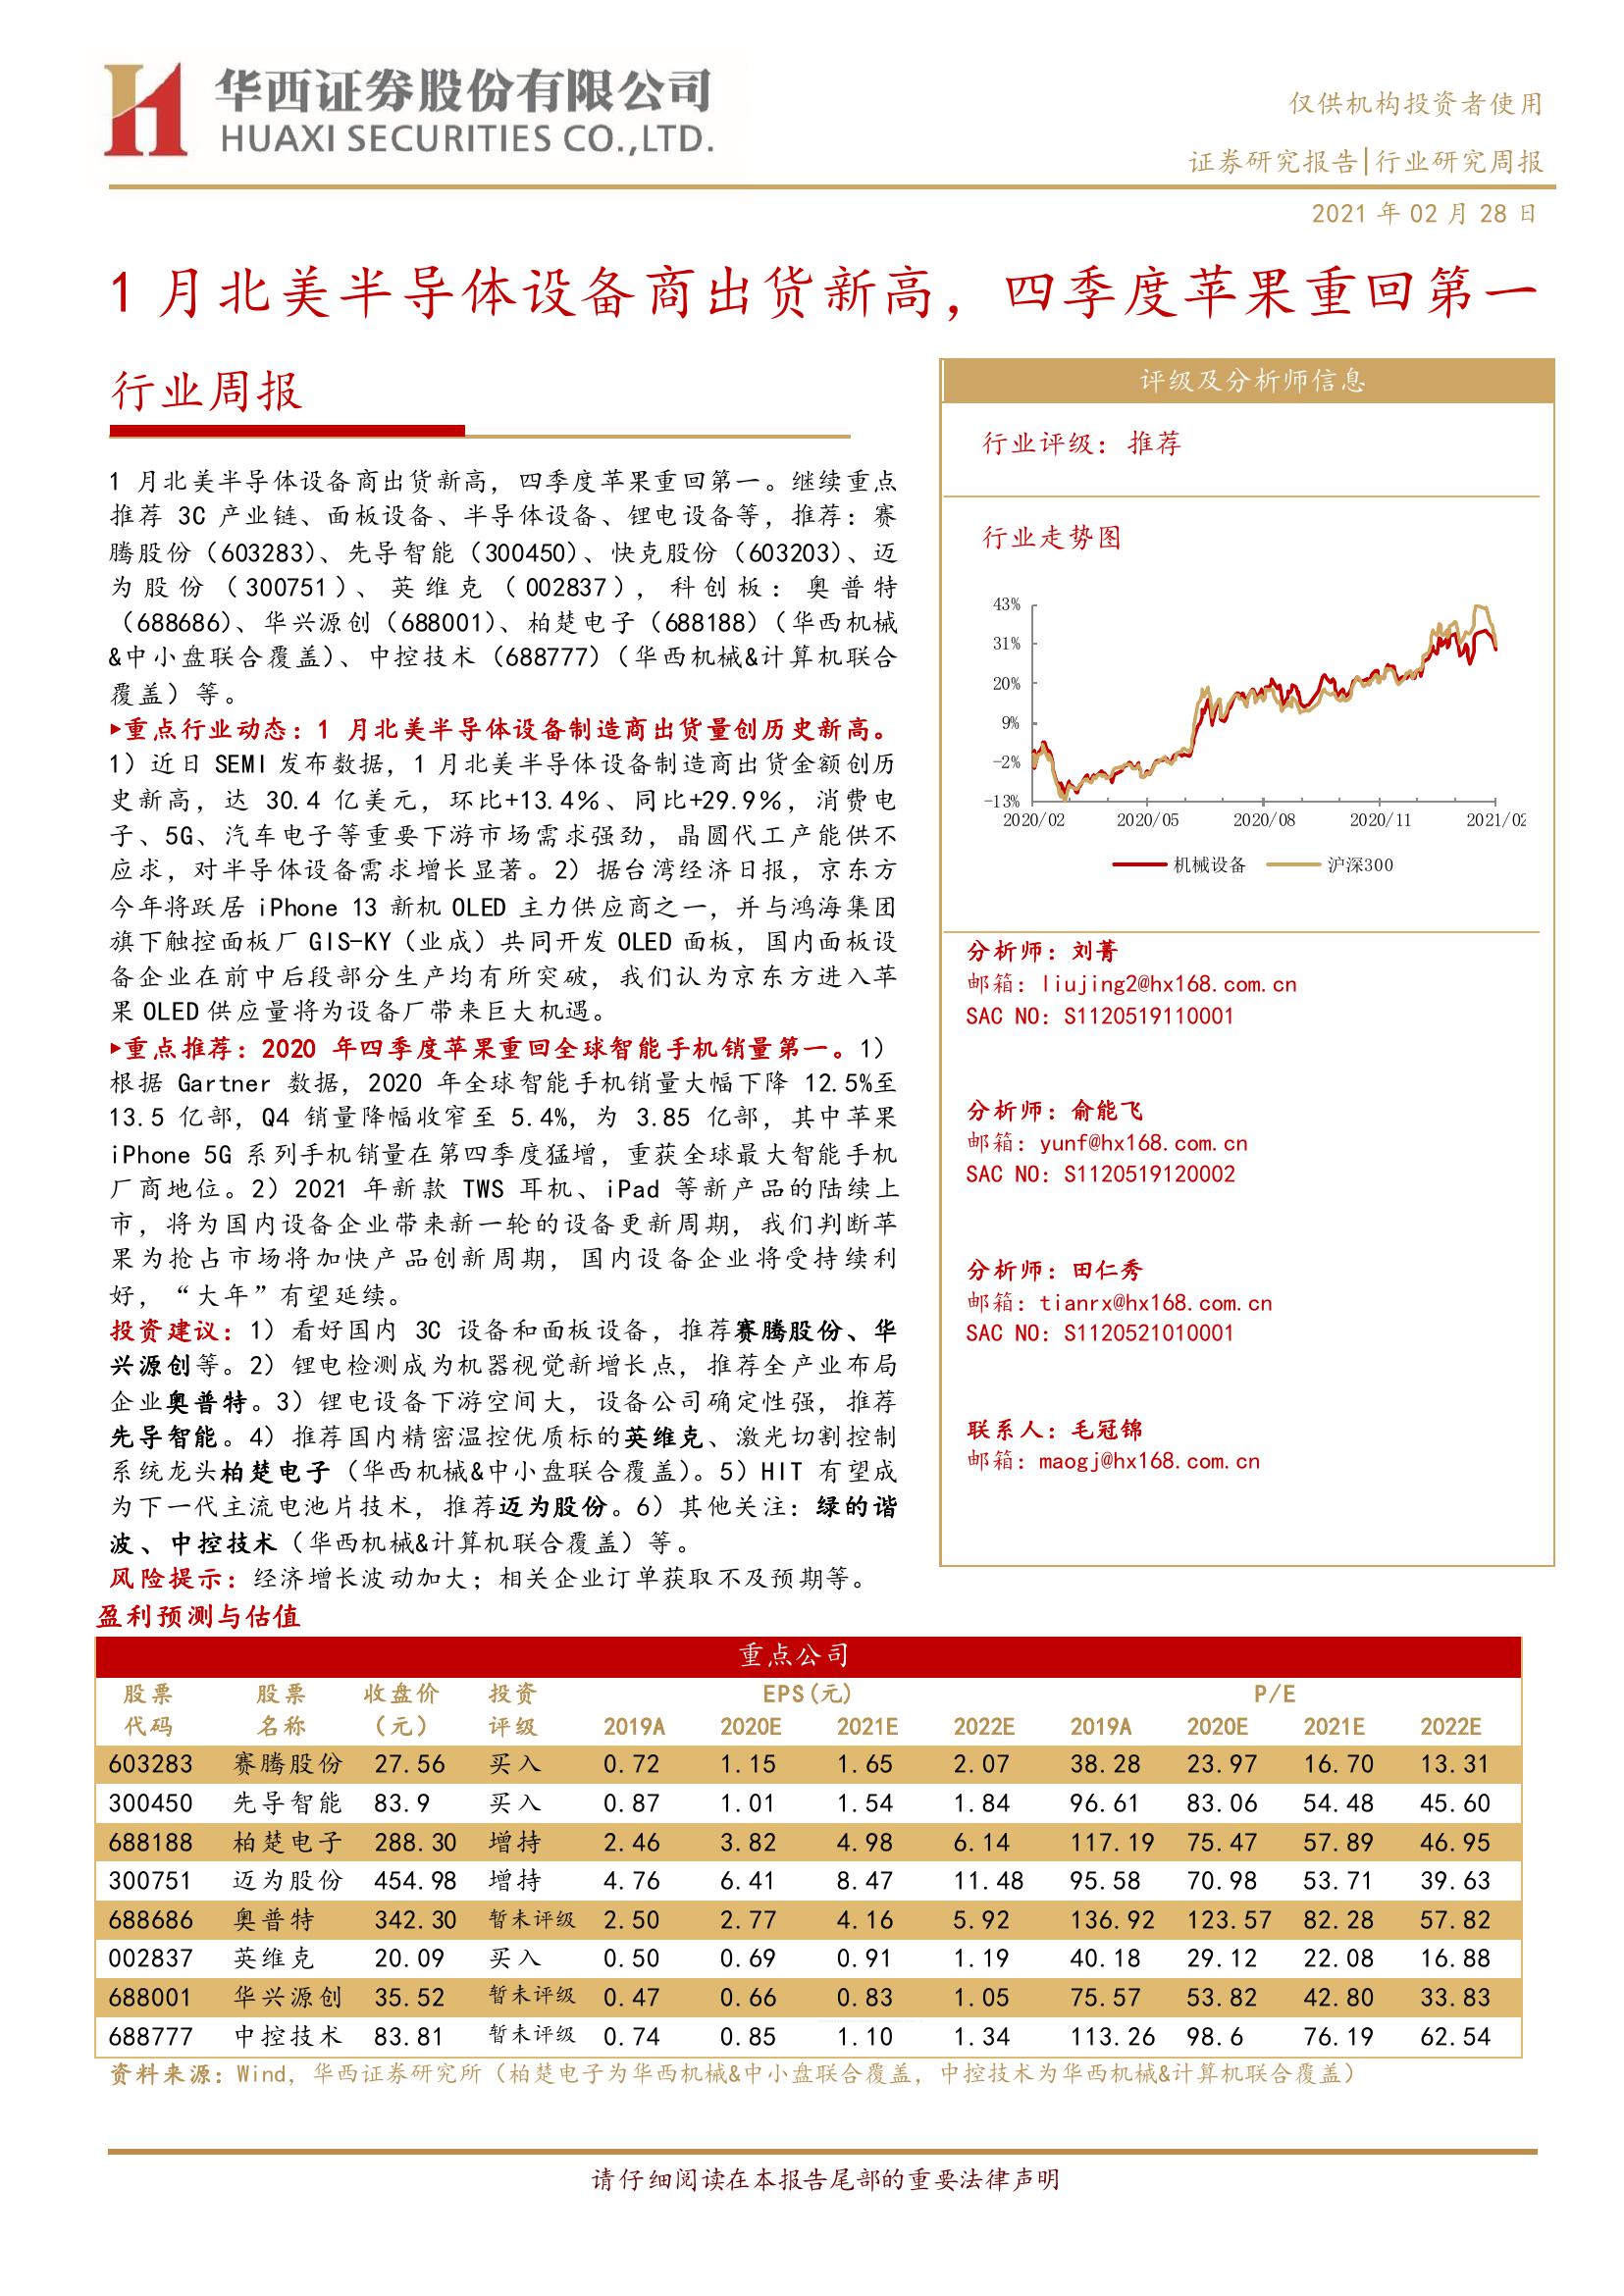 华西证券股份有限公司
HUAXI SECURITIES CO.,LTD.
仅供机构投资者使用
证券研究报告|行业研究周报
2021 年 02 月 28 日
1 月北美半导体设备商出货新高，四季度苹果重回第一
行业周报
1 月北美半导体设备商出货新高，四季度苹果重回第一。继续重点
推荐 3C 产业链、面板设备、半导体设备、锂电设备等，推荐：赛
腾股份（603283）、先导智能（300450）、快克股份（603203）、迈
为股份（300751）、英维克（002837），科创板：奥普特
（688686）、华兴源创（688001）、柏楚电子（688188）（华西机械
&中小盘联合覆盖）、中控技术（688777）（华西机械&计算机联合
覆盖）等。
▶重点行业动态：1 月北美半导体设备制造商出货量创历史新高。
1）近日 SEMI 发布数据，1 月北美半导体设备制造商出货金额创历
史新高，达 30.4 亿美元，环比+13.4%、同比+29.9%，消费电
子、5G、汽车电子等重要下游市场需求强劲，晶圆代工产能供不
应求，对半导体设备需求增长显著。2）据台湾经济日报，京东方
今年将跃居 iPhone 13 新机 OLED 主力供应商之一，并与鸿海集团
旗下触控面板厂 GIS-KY（业成）共同开发 OLED 面板，国内面板设
备企业在前中后段部分生产均有所突破，我们认为京东方进入苹
果 OLED 供应量将为设备厂带来巨大机遇。
▶重点推荐：2020 年四季度苹果重回全球智能手机销量第一。1）
根据 Gartner 数据，2020 年全球智能手机销量大幅下降 12.5%至
13.5 亿部，Q4 销量降幅收窄至 5.4%，为 3.85 亿部，其中苹果
iPhone 5G 系列手机销量在第四季度猛增，重获全球最大智能手机
厂商地位。2）2021 年新款 TWS 耳机、iPad 等新产品的陆续上
市，将为国内设备企业带来新一轮的设备更新周期，我们判断苹
果为抢占市场将加快产品创新周期，国内设备企业将受持续利
好，“大年”有望延续。
投资建议：1）看好国内 3C 设备和面板设备，推荐赛腾股份、华
兴源创等。2）锂电检测成为机器视觉新增长点，推荐全产业布局
企业奥普特。3）锂电设备下游空间大，设备公司确定性强，推荐
先导智能。4）推荐国内精密温控优质标的英维克、激光切割控制
系统龙头柏楚电子（华西机械&中小盘联合覆盖）。5）HIT 有望成
为下一代主流电池片技术，推荐迈为股份。6）其他关注：绿的谐
波、中控技术（华西机械&计算机联合覆盖）等。
风险提示：经济增长波动加大；相关企业订单获取不及预期等。
评级及分析师信息
行业评级：推荐
行业走势图
43%
31%
20%
9%
-2%
-13%
2020/02 2020/05 2020/08 2020/11 2021/02
机械设备 沪深300
分析师：刘菁
邮箱：liujing2@hx168.com.cn
SAC NO：S1120519110001
分析师：俞能飞
邮箱：yunf@hx168.com.cn
SAC NO：S1120519120002
分析师：田仁秀
邮箱：tianrx@hx168.com.cn
SAC NO：S1120521010001
联系人：毛冠锦
邮箱：maogj@hx168.com.cn
盈利预测与估值
重点公司
股票 股票 收盘价 投资 EPS(元) P/E
代码 名称 （元） 评级 2019A 2020E 2021E 2022E 2019A 2020E 2021E 2022E
603283 赛腾股份 27.56 买入 0.72 1.15 1.65 2.07 38.28 23.97 16.70 13.31
300450 先导智能 83.9 买入 0.87 1.01 1.54 1.84 96.61 83.06 54.48 45.60
688188 柏楚电子 288.30 增持 2.46 3.82 4.98 6.14 117.19 75.47 57.89 46.95
300751 迈为股份 454.98 增持 4.76 6.41 8.47 11.48 95.58 70.98 53.71 39.63
688686 奥普特 342.30 暂未评级 2.50 2.77 4.16 5.92 136.92 123.57 82.28 57.82
002837 英维克 20.09 买入 0.50 0.69 0.91 1.19 40.18 29.12 22.08 16.88
688001 华兴源创 35.52 暂未评级 0.47 0.66 0.83 1.05 75.57 53.82 42.80 33.83
688777 中控技术 83.81 暂未评级 0.74 0.85 1.10 1.34 113.26 98.6 76.19 62.54
资料来源：Wind，华西证券研究所（柏楚电子为华西机械&中小盘联合覆盖，中控技术为华西机械&计算机联合覆盖）
请仔细阅读在本报告尾部的重要法律声明